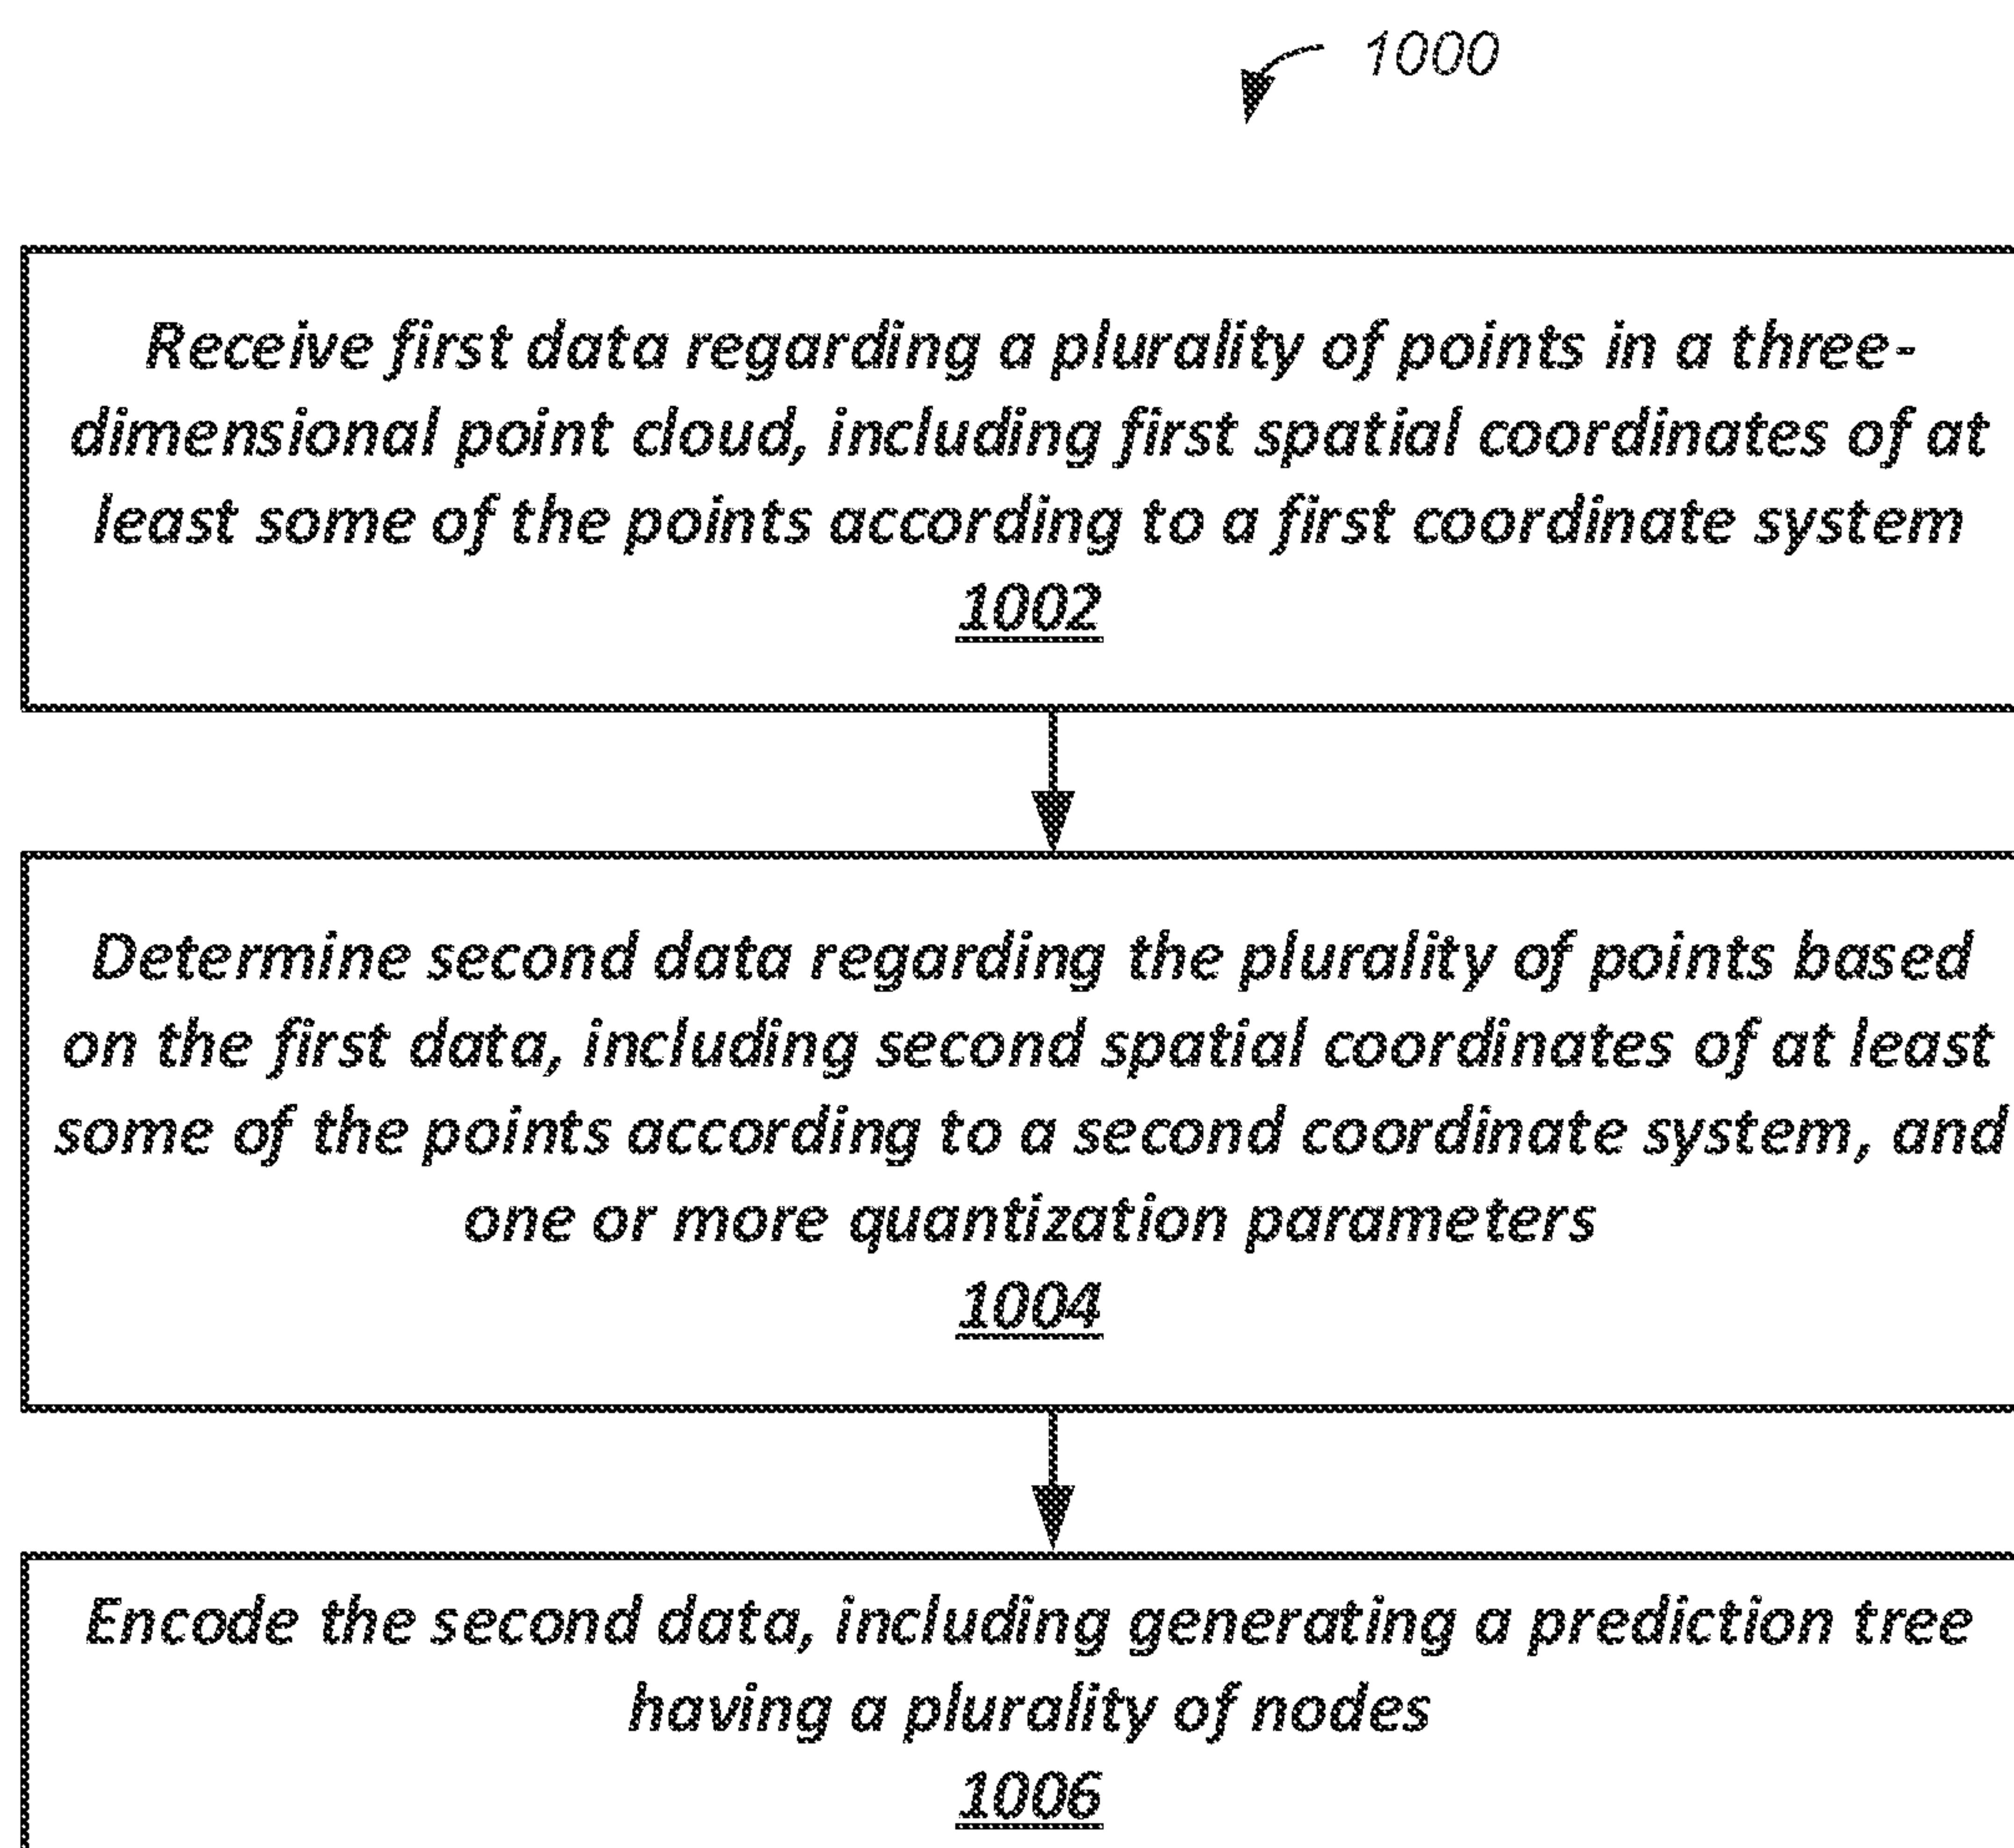 1000
Receive first data regarding a plurality of points in a three-
dimensional point cloud, including first spatial coordinates of at
least some of the points according to a first coordinate system
1002
Determine second data regarding the plurality of points based
on the first data, including second spatial coordinates of at least
some of the points according to a second coordinate system, and
one or more quantization parameters
1004
Encode the second data, including generating a prediction tree
having a plurality of nodes
1006